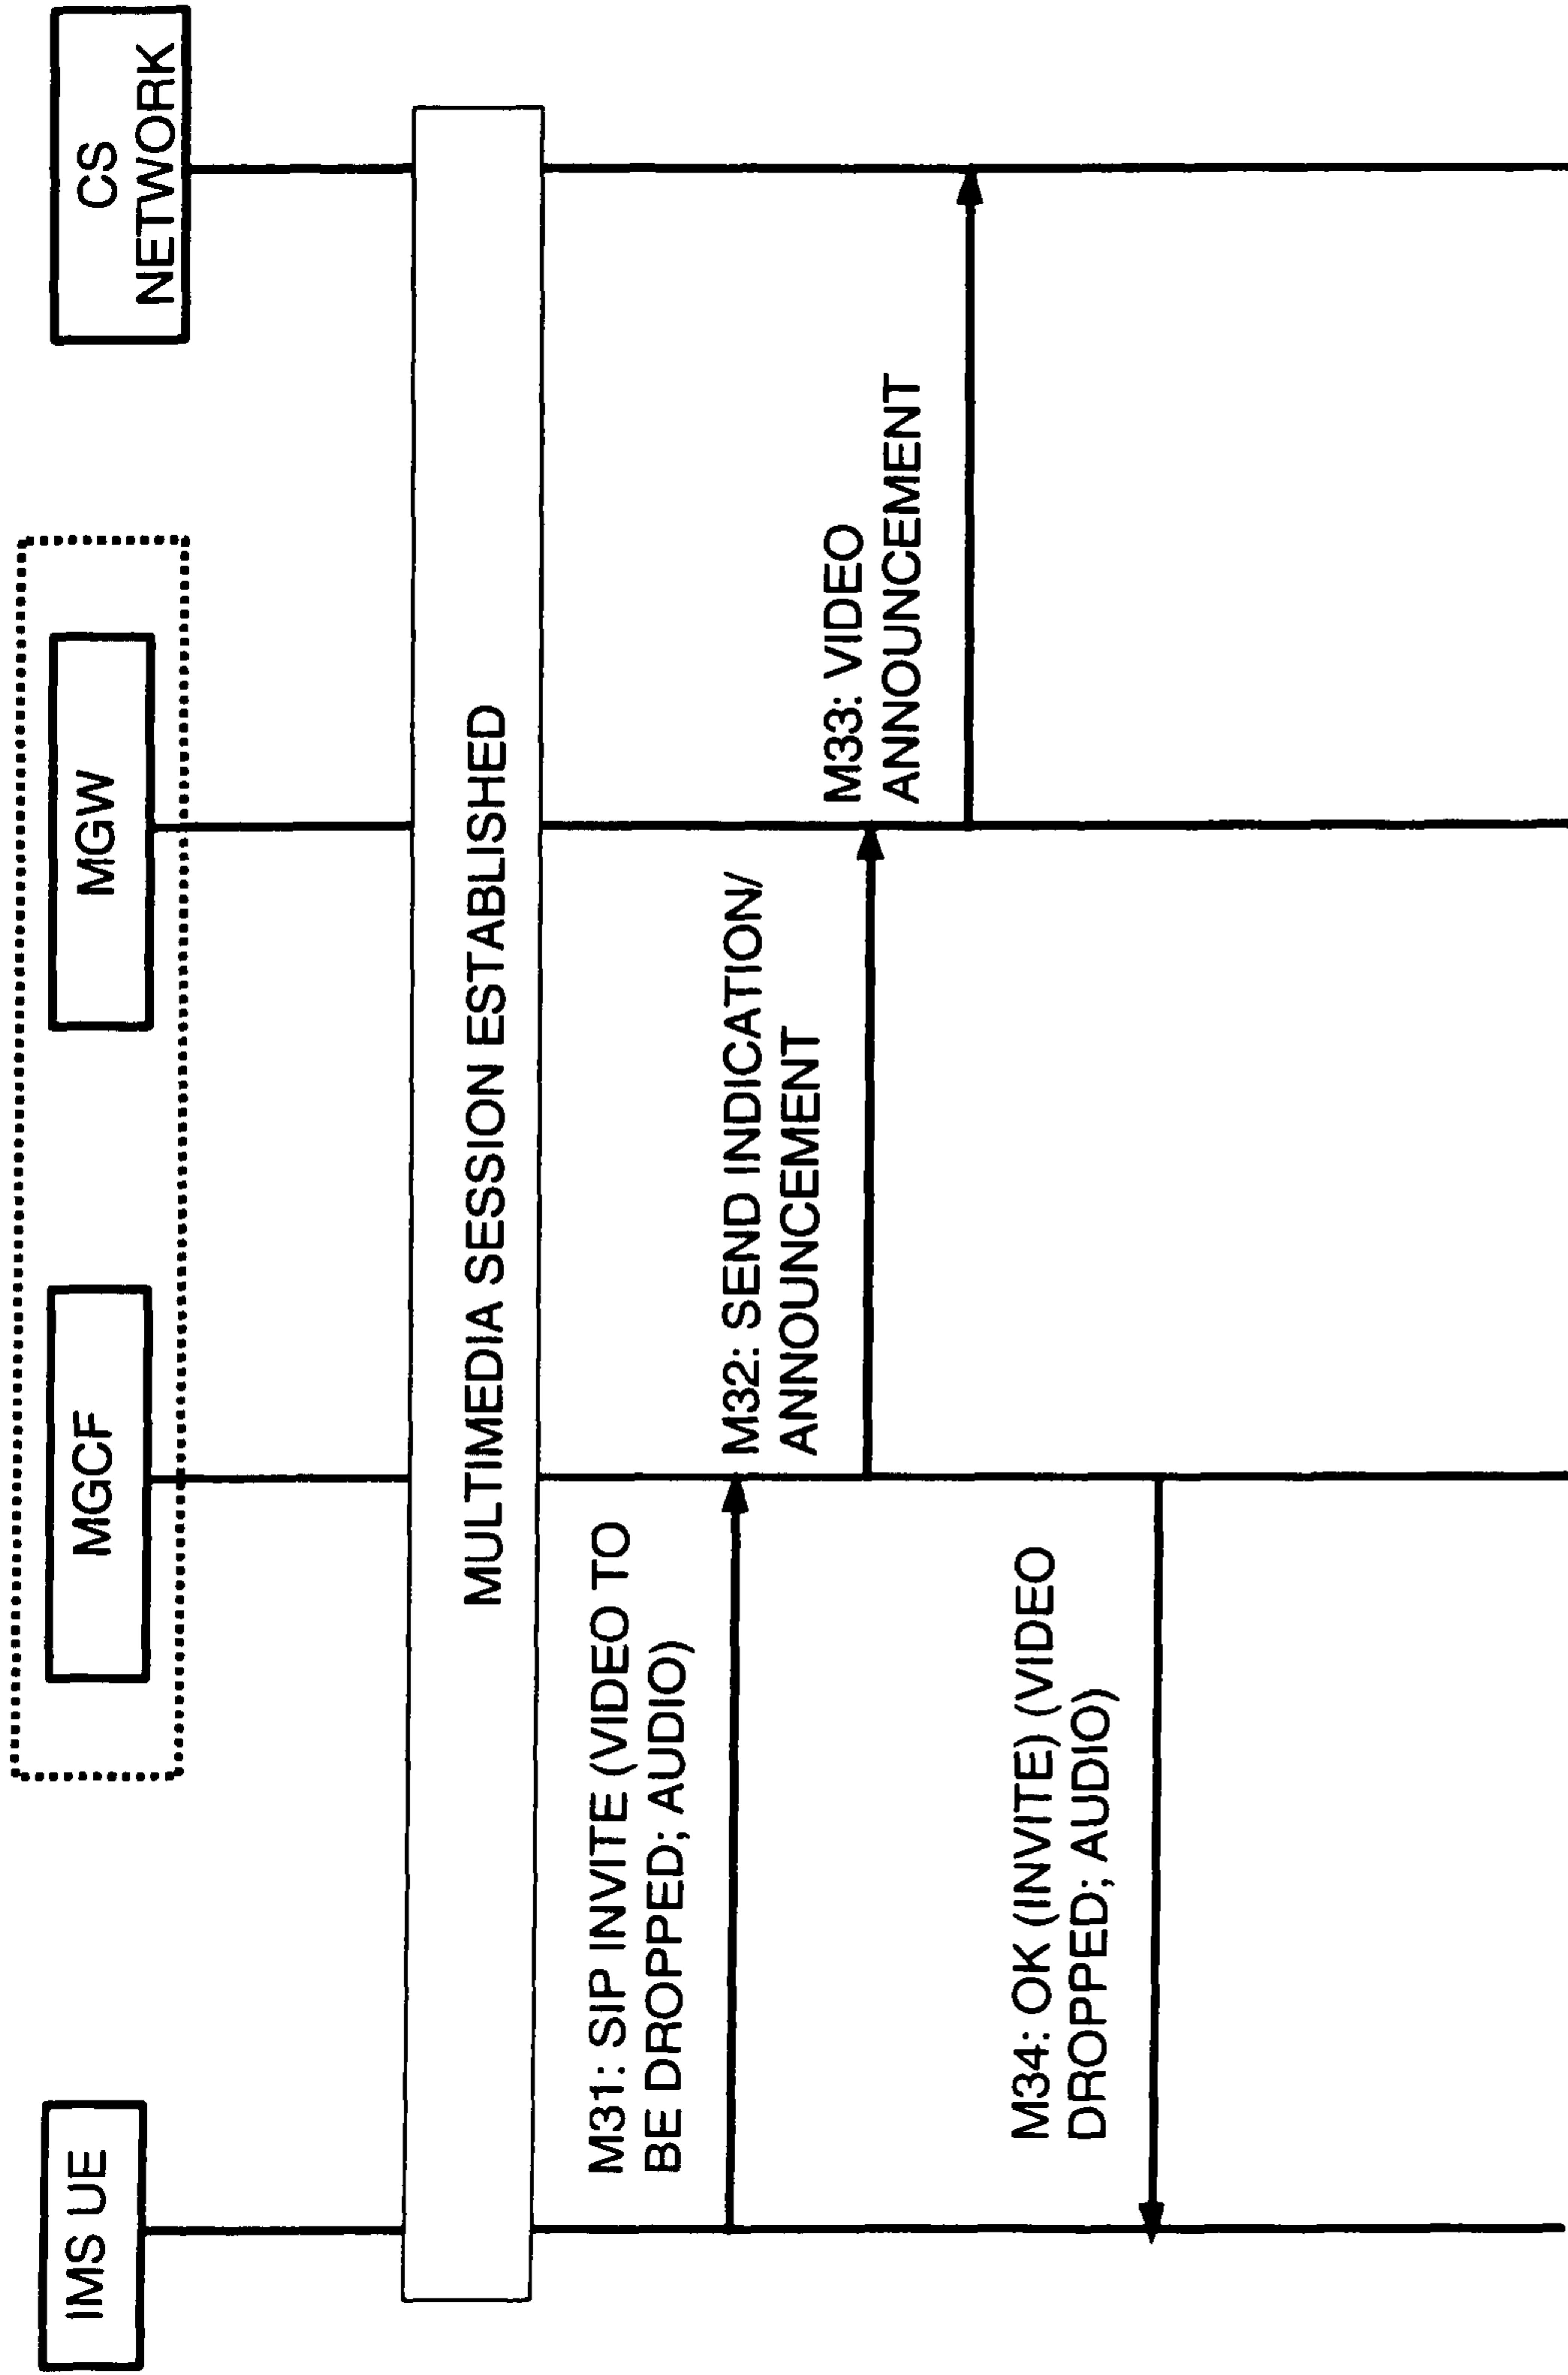 IMS UE
MGCF
MGW
CS
NETWORK
MULTIMEDIA SESSION ESTABLISHED
M31: SIP INVITE (VIDEO TO
BE DROPPED; AUDIO)
M32: SEND INDICATION/
ANNOUNCEMENT
M33: VIDEO
ANNOUNCEMENT
M34: OK (INVITE) (VIDEO
DROPPED; AUDIO)